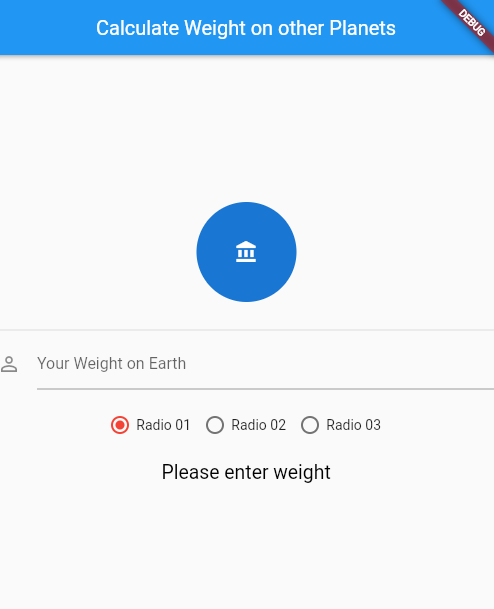 Calculate Weight on other Planets
DEBUG
Your Weight on Earth
Radio 01 Radio 02 Radio 03
Please enter weight